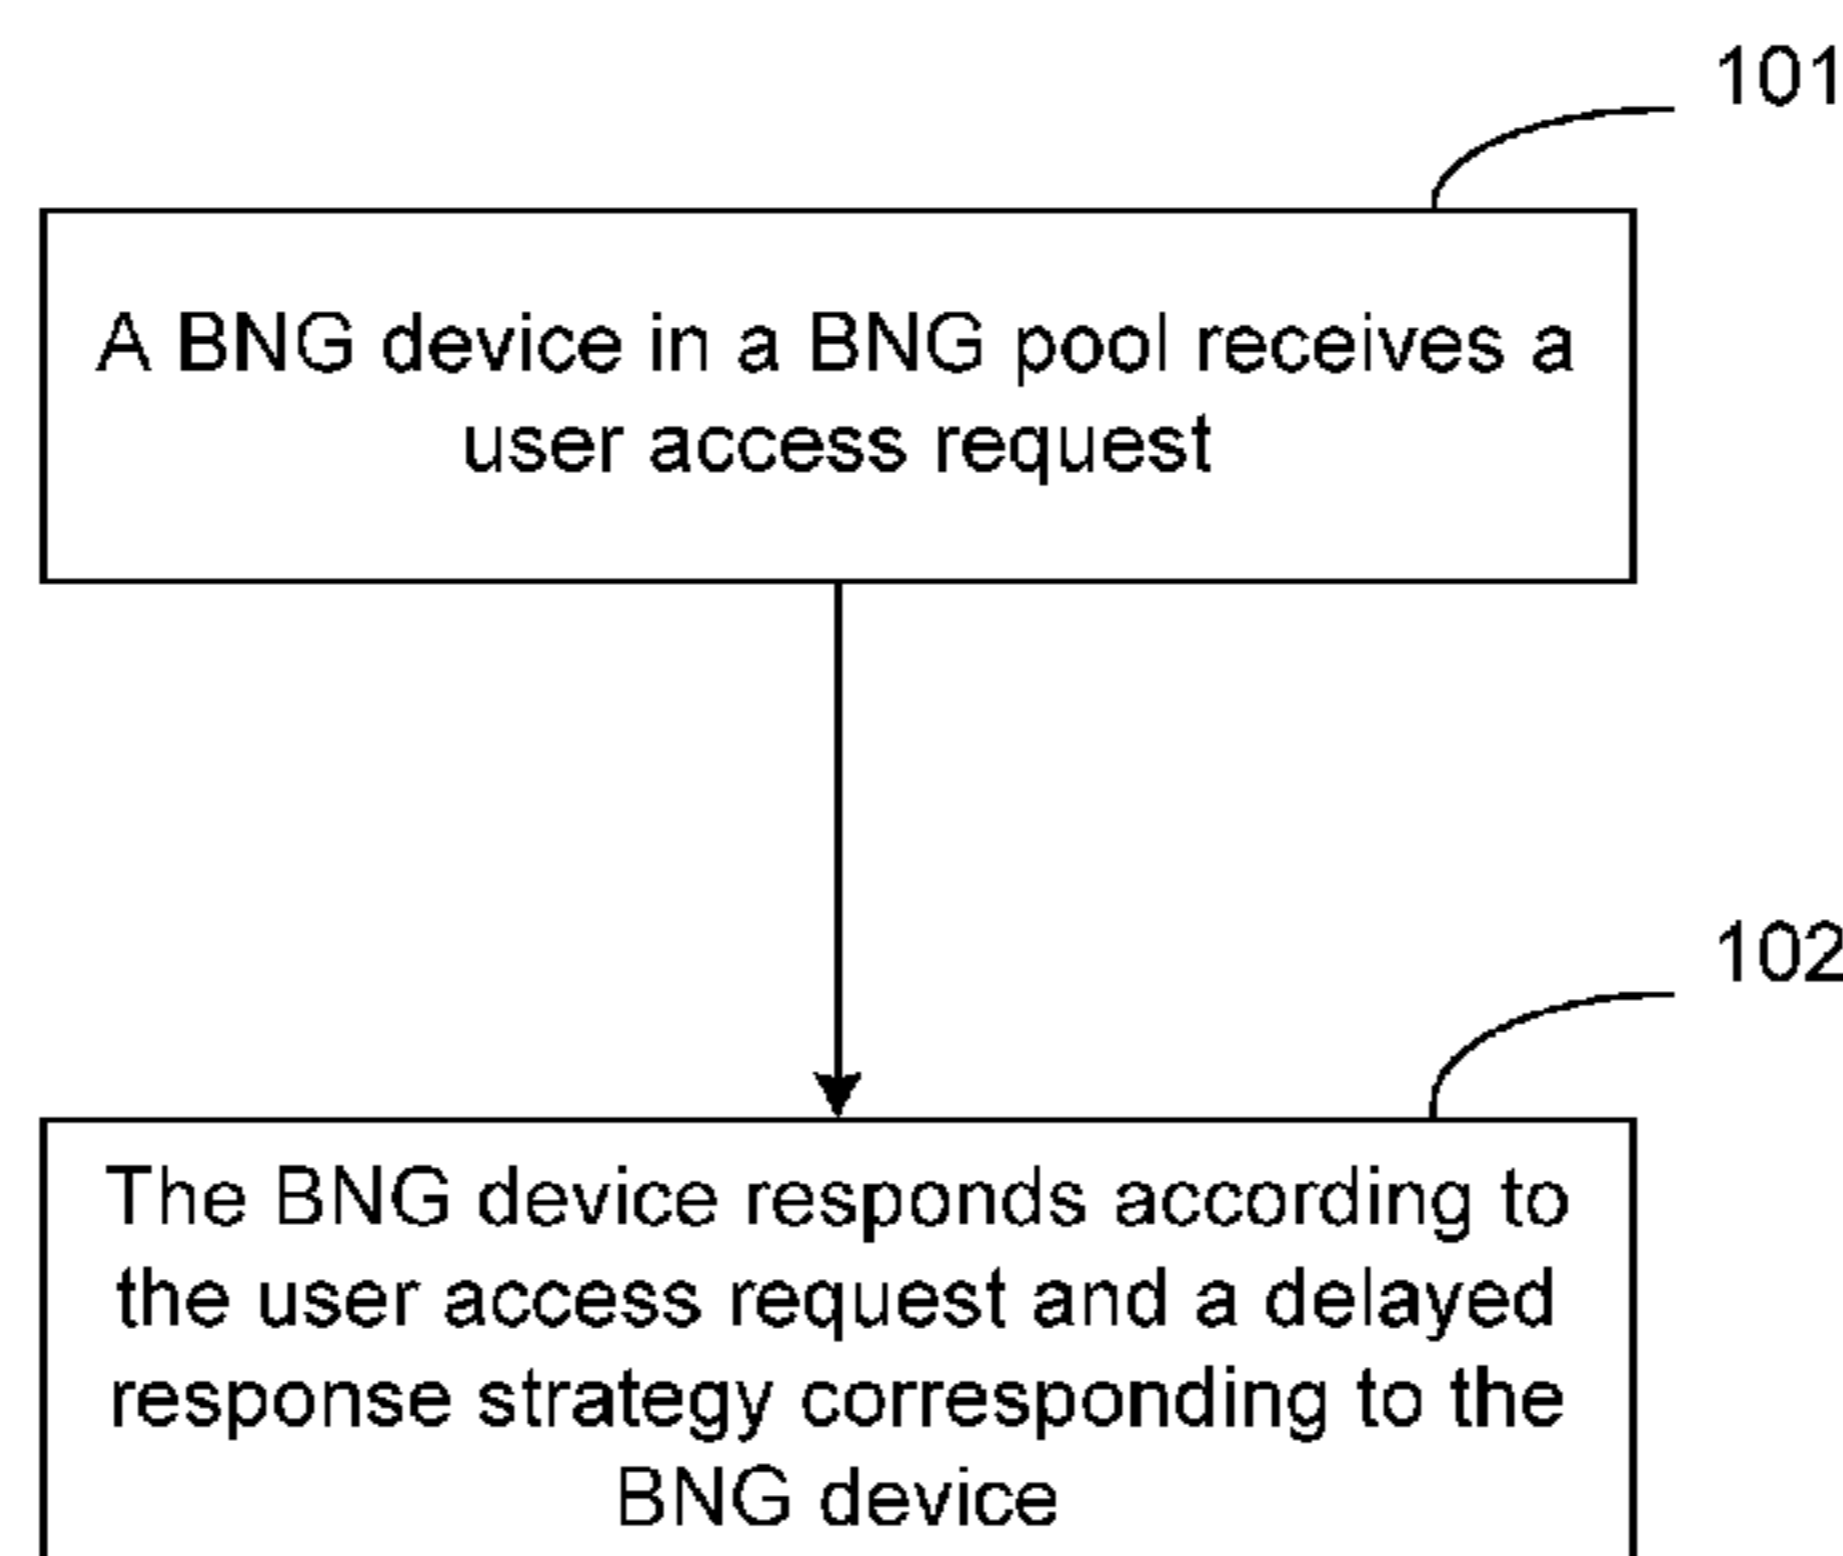 101
A BNG device in a BNG pool receives a
user access request
102
The BNG device responds according to
the user access request and a delayed
response strategy corresponding to the
BNG device